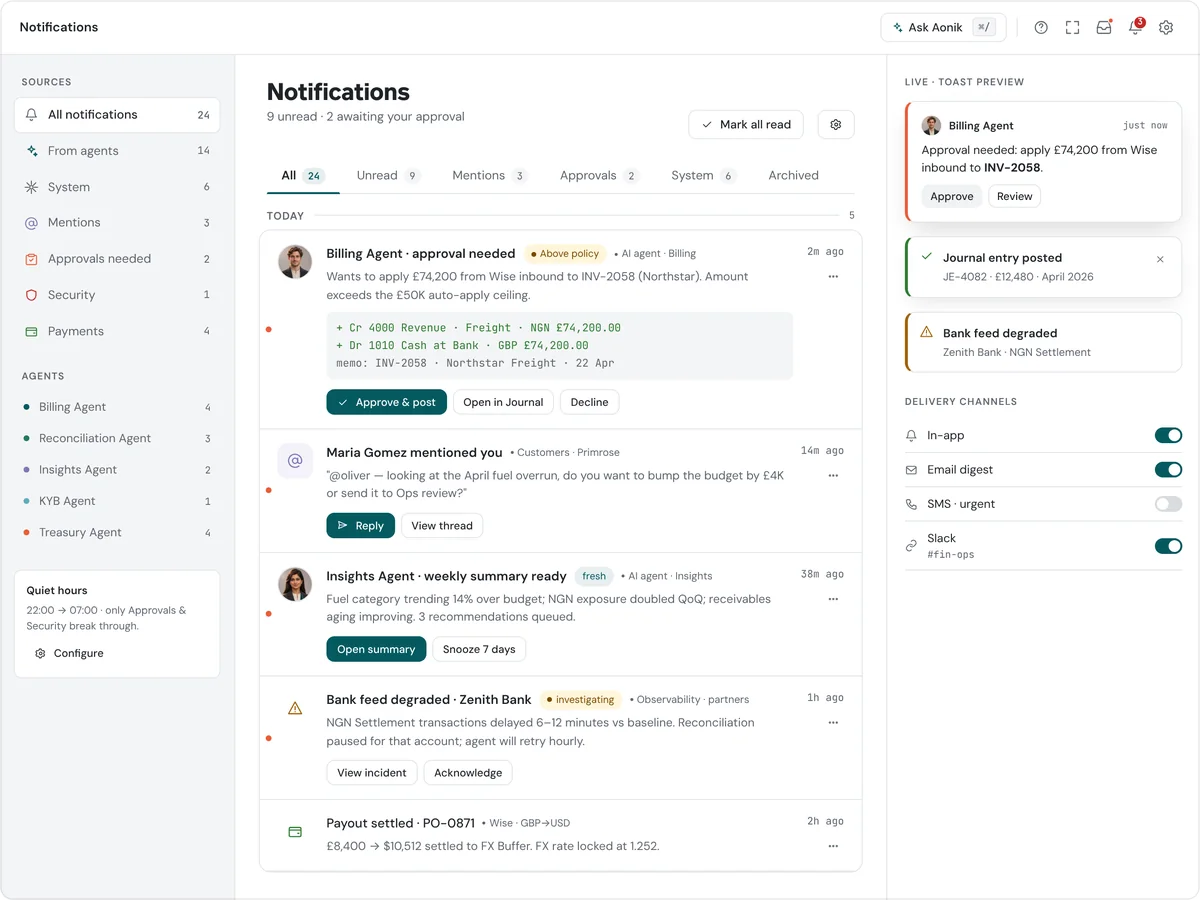 Notifications
Ask Aonik ⌘/
3
SOURCES
All notifications 24
From agents 14
System 6
Mentions 3
Approvals needed 2
Security 1
Payments 4
AGENTS
Billing Agent 4
Reconciliation Agent 3
Insights Agent 2
KYB Agent 1
Treasury Agent 4
Quiet hours
22:00 → 07:00 · only Approvals &
Security break through.
Configure
Notifications
9 unread · 2 awaiting your approval
Mark all read
All 24 Unread 9 Mentions 3 Approvals 2 System 6 Archived
TODAY 5
Billing Agent · approval needed Above policy • AI agent · Billing 2m ago
Wants to apply £74,200 from Wise inbound to INV-2058 (Northstar). Amount
exceeds the £50K auto-apply ceiling.
+ Cr 4000 Revenue · Freight · NGN £74,200.00
+ Dr 1010 Cash at Bank · GBP £74,200.00
memo: INV-2058 · Northstar Freight · 22 Apr
Approve & post Open in Journal Decline
Maria Gomez mentioned you • Customers · Primrose 14m ago
"@oliver — looking at the April fuel overrun, do you want to bump the budget by £4K
or send it to Ops review?"
Reply View thread
Insights Agent · weekly summary ready fresh • AI agent · Insights 38m ago
Fuel category trending 14% over budget; NGN exposure doubled QoQ; receivables
aging improving. 3 recommendations queued.
Open summary Snooze 7 days
Bank feed degraded · Zenith Bank investigating • Observability · partners 1h ago
NGN Settlement transactions delayed 6–12 minutes vs baseline. Reconciliation
paused for that account; agent will retry hourly.
View incident Acknowledge
Payout settled · PO-0871 • Wise · GBP→USD 2h ago
£8,400 → $10,512 settled to FX Buffer. FX rate locked at 1.252.
LIVE · TOAST PREVIEW
Billing Agent just now
Approval needed: apply £74,200 from Wise
inbound to INV-2058.
Approve Review
Journal entry posted
JE-4082 · £12,480 · April 2026
Bank feed degraded
Zenith Bank · NGN Settlement
DELIVERY CHANNELS
In-app
Email digest
SMS · urgent
Slack
#fin-ops